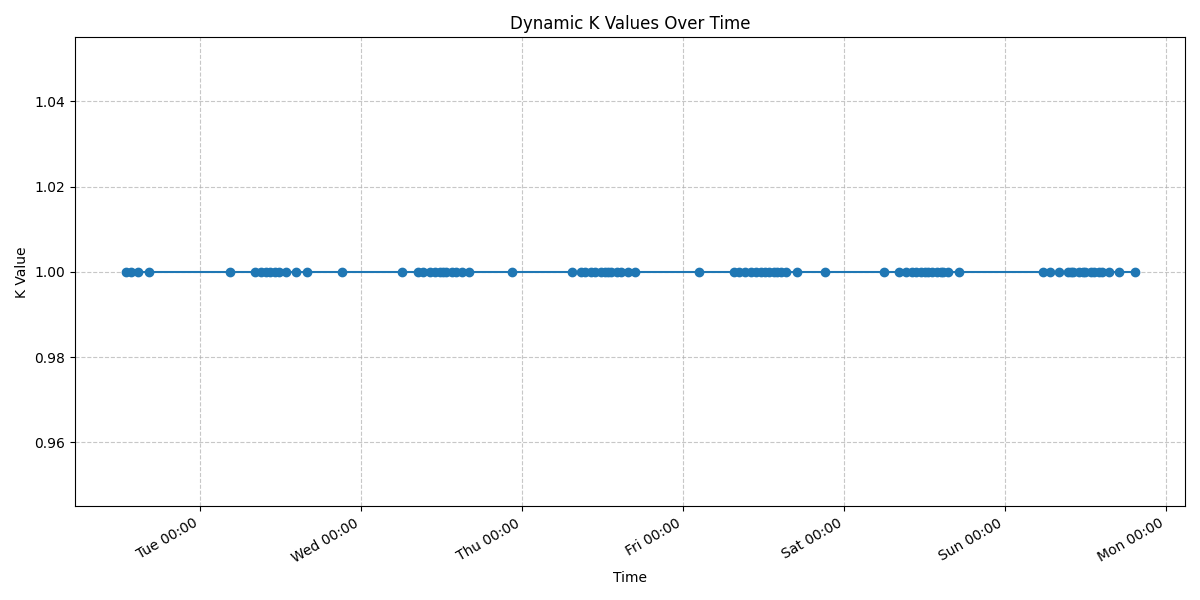 Dynamic K Values Over Time
K Value
1.04
1.02
1.00
0.98
0.96
Tue 00:00
Wed 00:00
Thu 00:00
Fri 00:00
Sat 00:00
Sun 00:00
Mon 00:00
Time